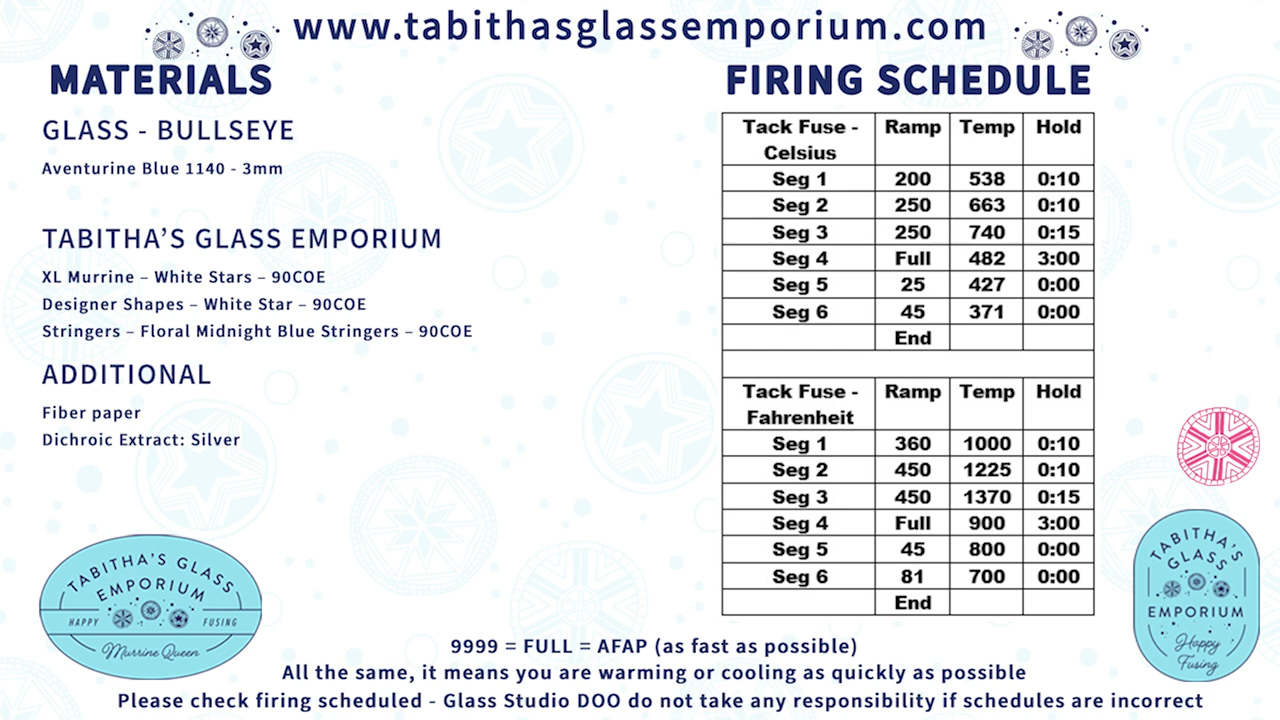 www.tabithasglassemporium.com
MATERIALS
GLASS - BULLSEYE
Aventurine Blue 1140 - 3mm
TABITHA'S GLASS EMPORIUM
XL Murrine – White Stars – 90COE
Designer Shapes – White Star – 90COE
Stringers – Floral Midnight Blue Stringers – 90COE
ADDITIONAL
Fiber paper
Dichroic Extract: Silver
FIRING SCHEDULE
Tack Fuse - Celsius Ramp Temp Hold
Seg 1 200 538 0:10
Seg 2 250 663 0:10
Seg 3 250 740 0:15
Seg 4 Full 482 3:00
Seg 5 25 427 0:00
Seg 6 45 371 0:00
End
Tack Fuse - Fahrenheit Ramp Temp Hold
Seg 1 360 1000 0:10
Seg 2 450 1225 0:10
Seg 3 450 1370 0:15
Seg 4 Full 900 3:00
Seg 5 45 800 0:00
Seg 6 81 700 0:00
End
TABITHA'S GLASS
EMPORIUM
HAPPY FUSING
Murrine Queen
TABITHA'S
GLASS
EMPORIUM
Happy
Fusing
9999 = FULL = AFAP (as fast as possible)
All the same, it means you are warming or cooling as quickly as possible
Please check firing scheduled - Glass Studio DOO do not take any responsibility if schedules are incorrect